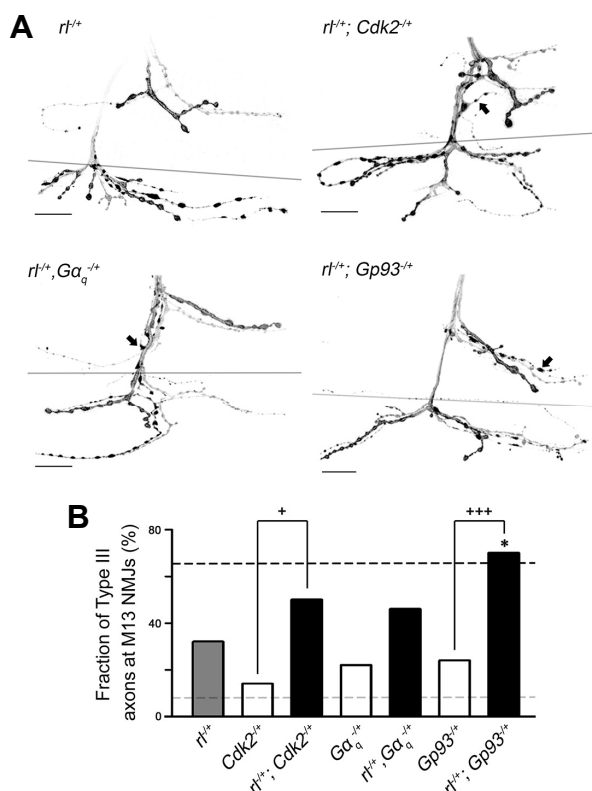 A
rl-/+
rl-/+; Cdk2-/+
rl-/+,Gαq-/+
rl-/+; Gp93-/+
B
+
+++
*
Fraction of Type III
axons at M13 NMJs (%)
80
40
0
rl-/+
Cdk2-/+
rl-/+; Cdk2-/+
Gαq-/+
rl-/+,Gαq-/+
Gp93-/+
rl-/+; Gp93-/+